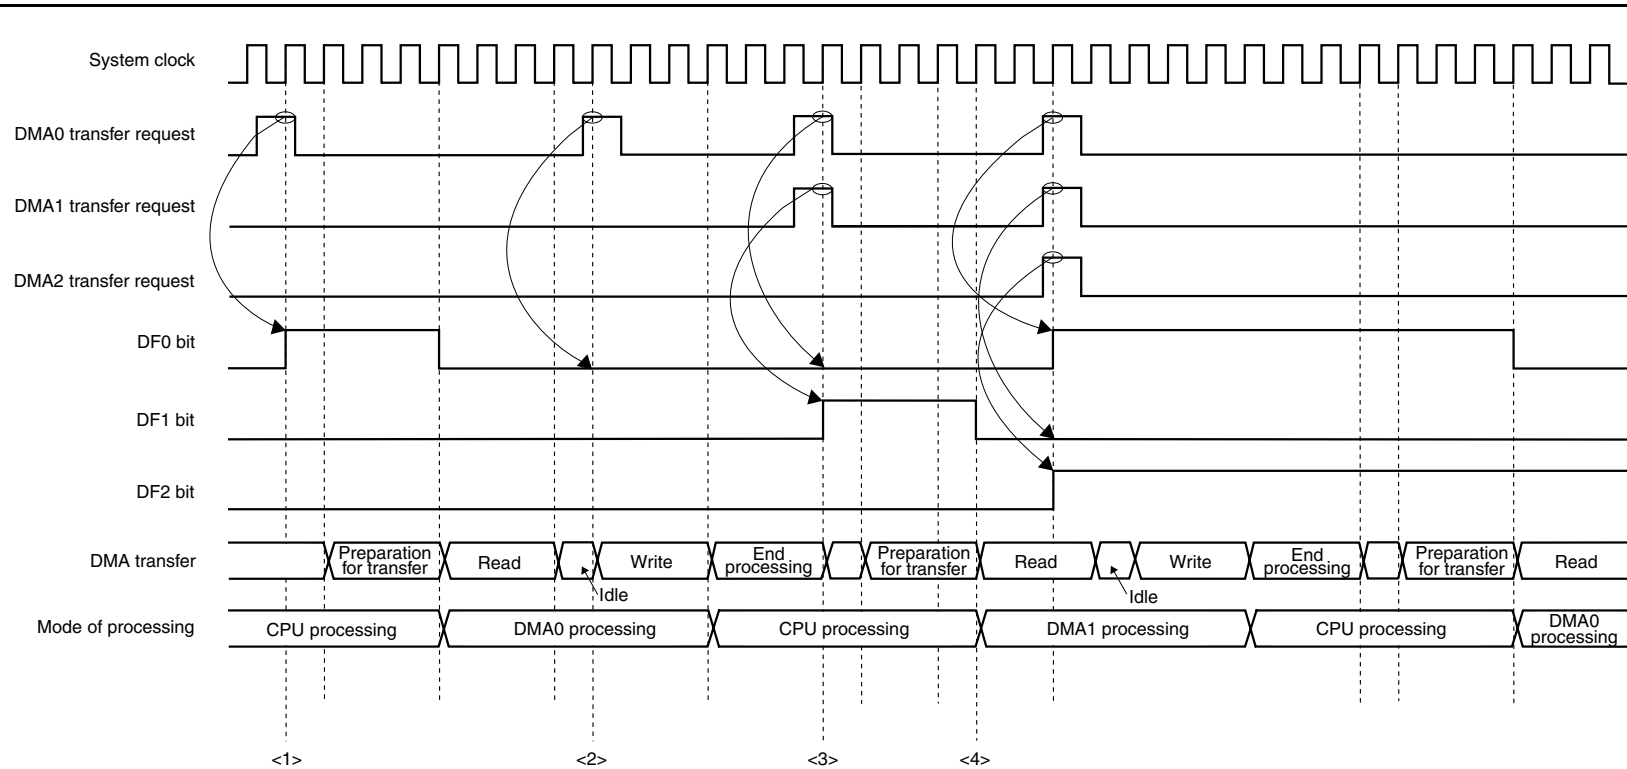 System clock
DMA0 transfer request
DMA1 transfer request
DMA2 transfer request
DF0 bit
DF1 bit
DF2 bit
DMA transfer
Preparation
for transfer
Read
Idle
Write
End
processing
Preparation
for transfer
Read
Idle
Write
End
processing
Preparation
for transfer
Read
Mode of processing
CPU processing
DMA0 processing
CPU processing
DMA1 processing
CPU processing
DMA0
processing
<1>
<2>
<3>
<4>